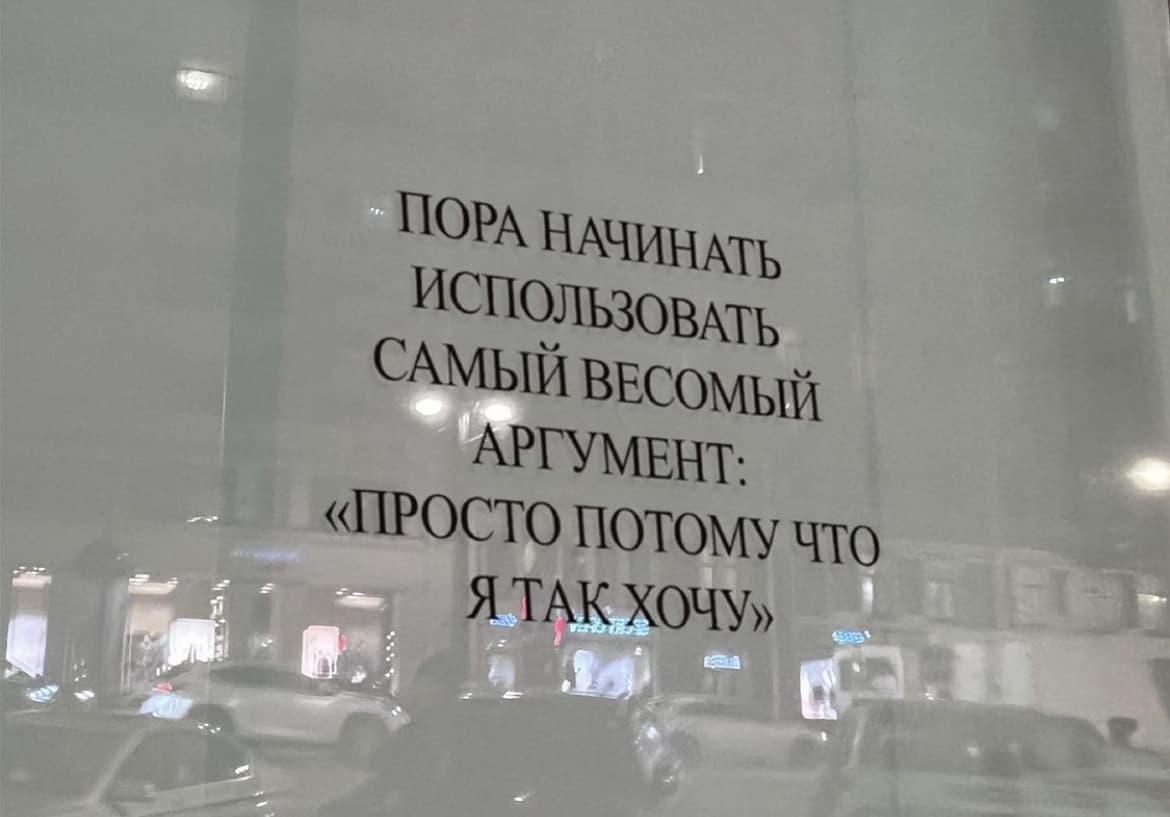 ПОРА НАЧИНАТЬ
ИСПОЛЬЗОВАТЬ
САМЫЙ ВЕСОМЫЙ
АРГУМЕНТ:
«ПРОСТО ПОТОМУ ЧТО
Я ТАК ХОЧУ»